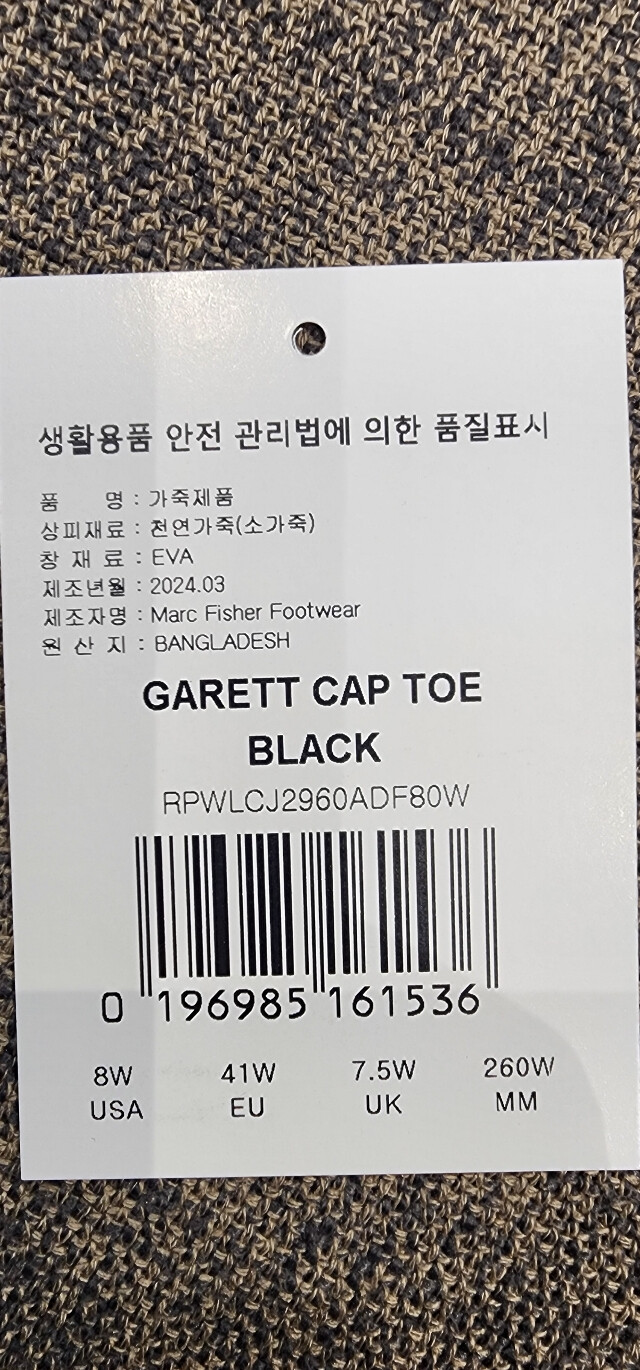 생활용품 안전 관리법에 의한 품질표시
품 명 : 가죽제품
상피재료 : 천연가죽(소가죽)
창 재 료 : EVA
제조년월 : 2024.03
제조자명 : Marc Fisher Footwear
원 산 지 : BANGLADESH
GARETT CAP TOE
BLACK
RPWLCJ2960ADF80W
0 196985 161536
8W 41W 7.5W 260W
USA EU UK MM